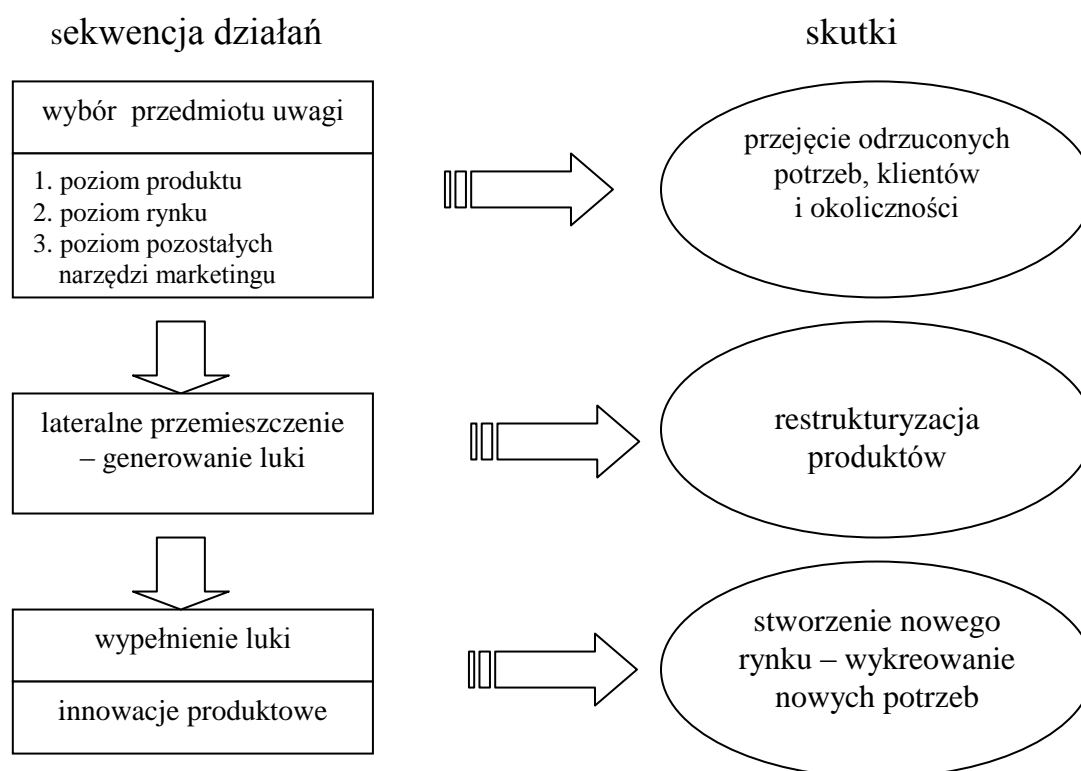 sekwencja działań
skutki
wybór przedmiotu uwagi
1. poziom produktu
2. poziom rynku
3. poziom pozostałych
narzędzi marketingu
przejęcie odrzuconych
potrzeb, klientów
i okoliczności
lateralne przemieszczenie
– generowanie luki
restrukturyzacja
produktów
wypełnienie luki
innowacje produktowe
stworzenie nowego
rynku – wykreowanie
nowych potrzeb